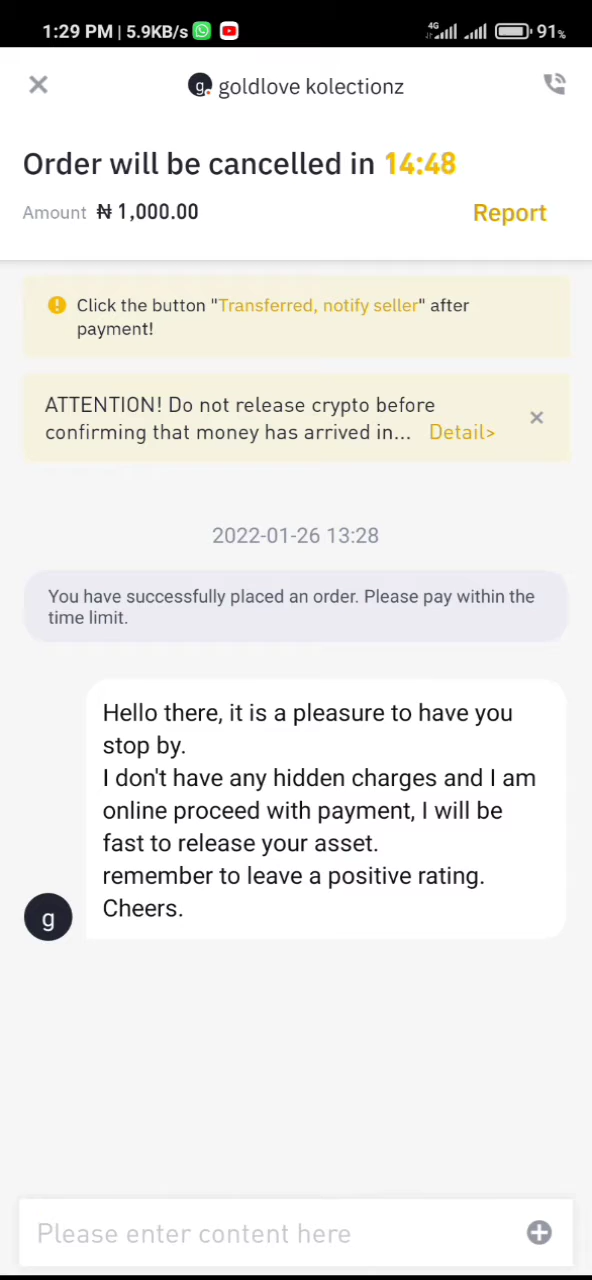 1:29 PM | 5.9KB/s
4G
91%
g goldlove kolectionz
Order will be cancelled in 14:48
Amount ₦ 1,000.00
Report
Click the button "Transferred, notify seller" after
payment!
ATTENTION! Do not release crypto before
confirming that money has arrived in... Detail>
2022-01-26 13:28
You have successfully placed an order. Please pay within the
time limit.
Hello there, it is a pleasure to have you
stop by.
I don't have any hidden charges and I am
online proceed with payment, I will be
fast to release your asset.
remember to leave a positive rating.
Cheers.
g
Please enter content here